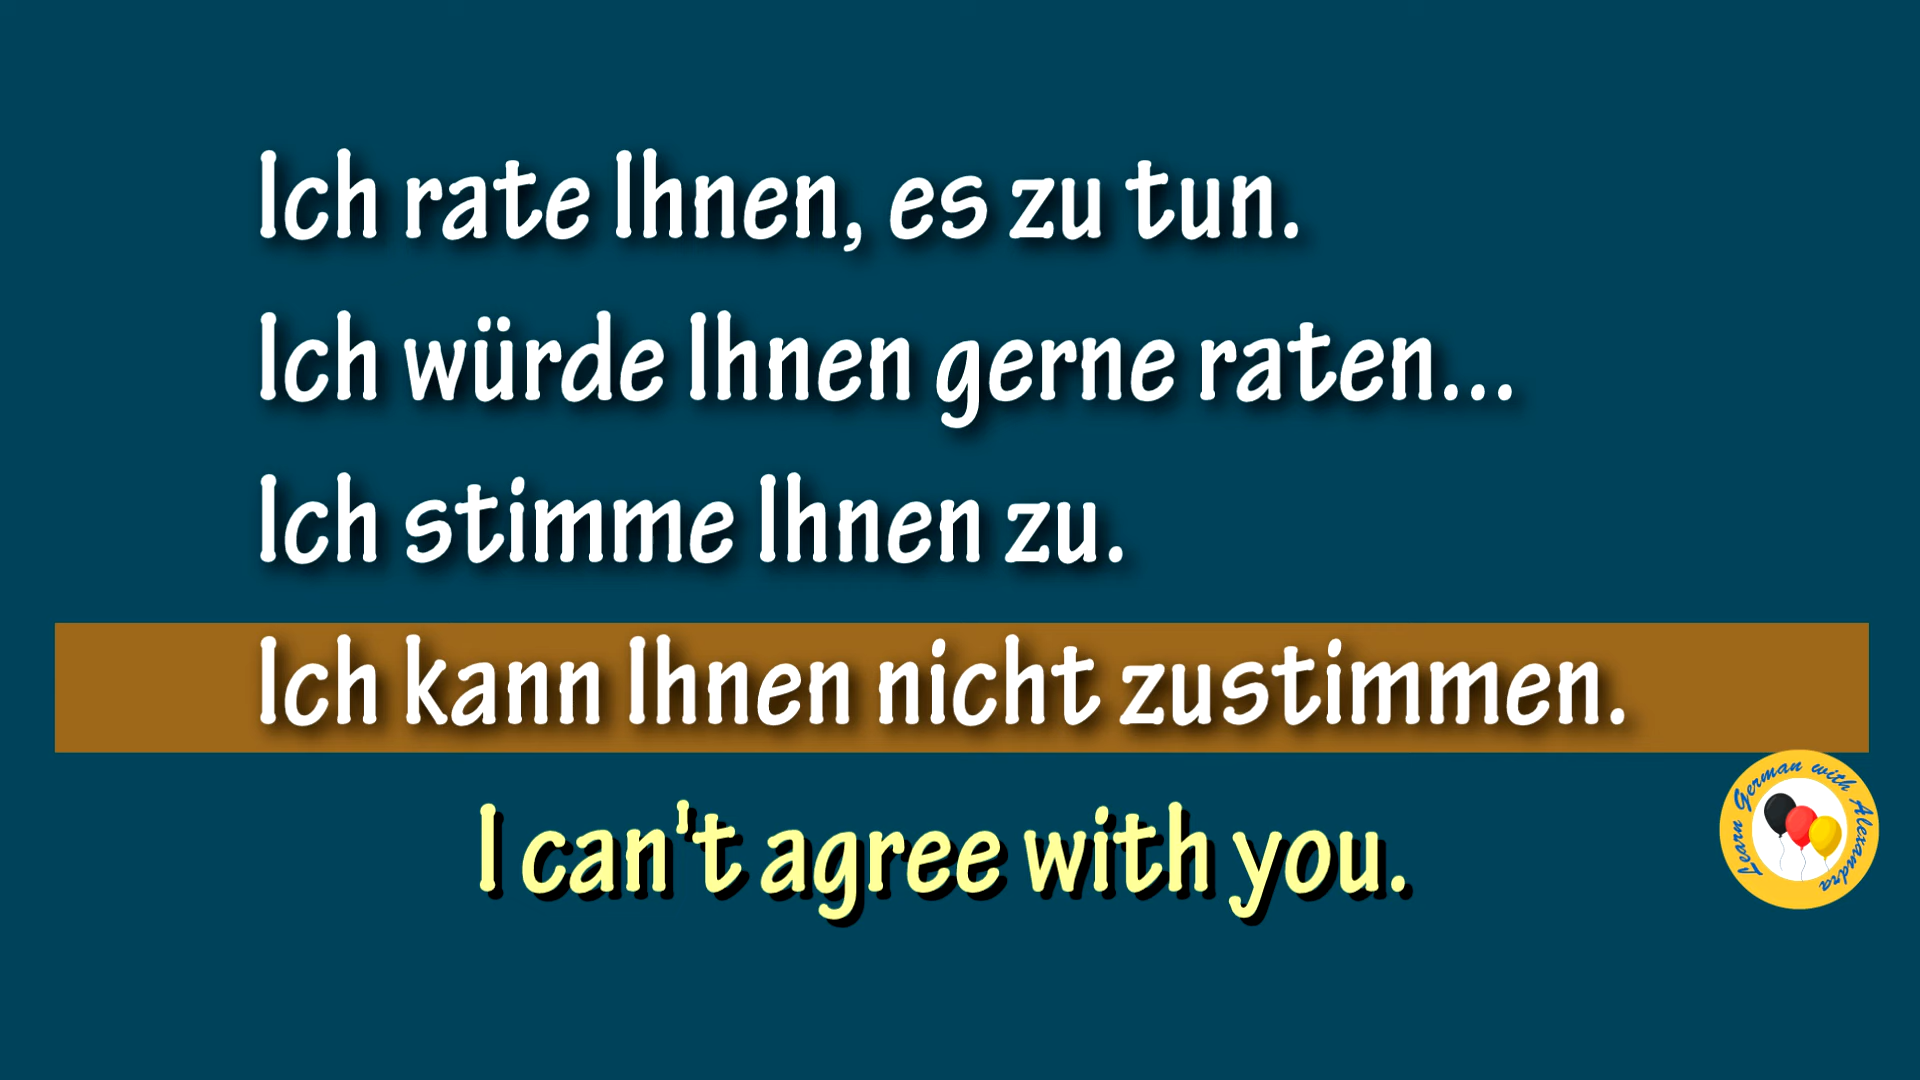 Ich rate Ihnen, es zu tun.
Ich würde Ihnen gerne raten...
Ich stimme Ihnen zu.
Ich kann Ihnen nicht zustimmen.
I can't agree with you.
Learn German with Alexandra